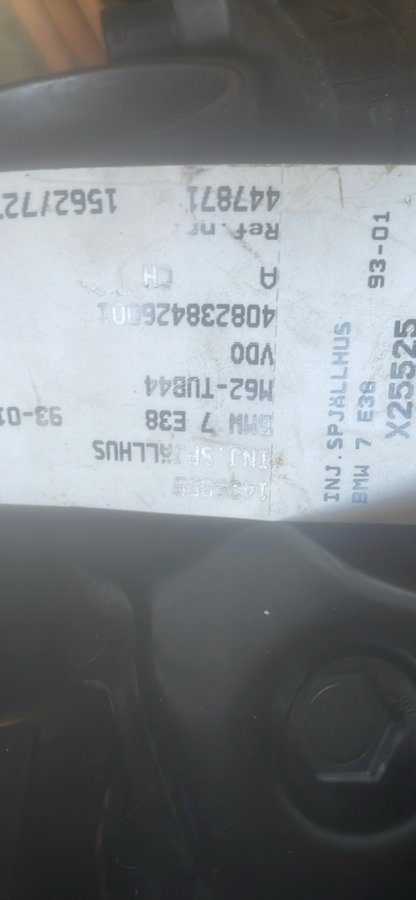 INJ.SPJÄLLHUS
BMW 7 E38 93-01
M62-TUB44
VDO
408238426001
D CH
Ref.nr.
447871 1562/72
INJ.SPJÄLLHUS
BMW 7 E38 93-01
X25525